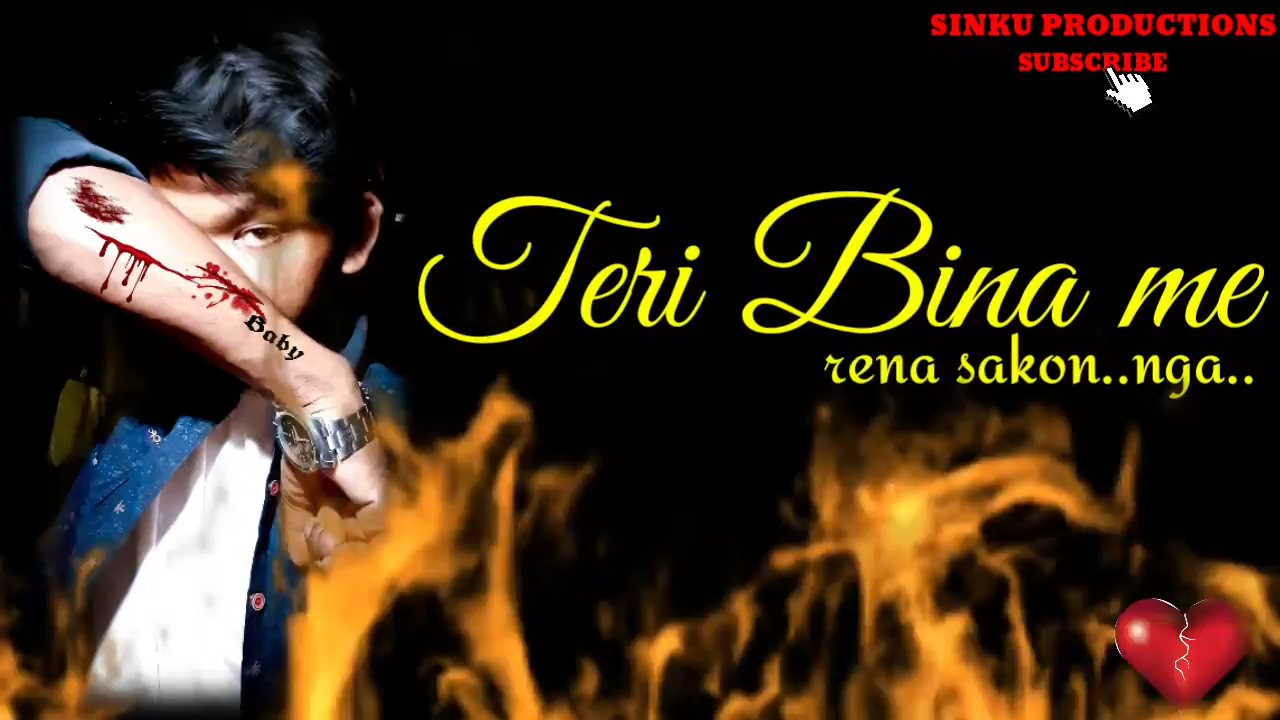 SINKU PRODUCTIONS
SUBSCRIBE
Teri Bina me
rena sakon..nga..
Baby